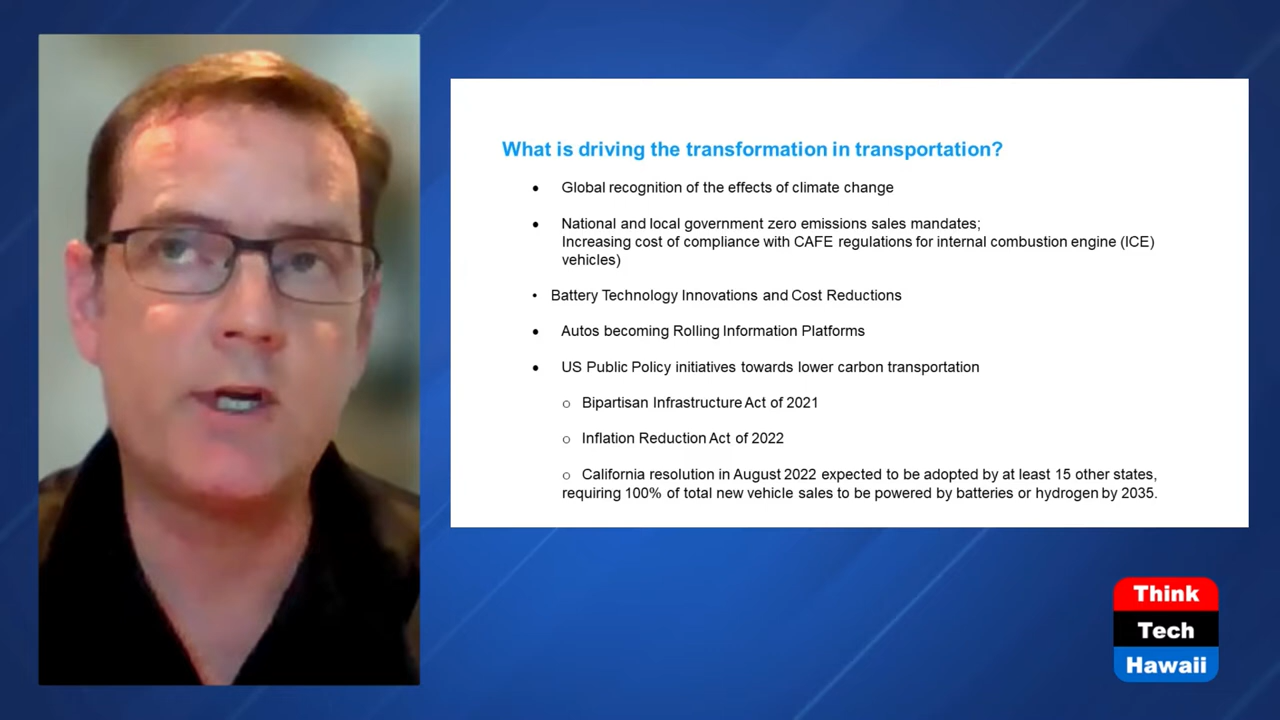 What is driving the transformation in transportation?
• Global recognition of the effects of climate change
• National and local government zero emissions sales mandates;
Increasing cost of compliance with CAFE regulations for internal combustion engine (ICE)
vehicles)
• Battery Technology Innovations and Cost Reductions
• Autos becoming Rolling Information Platforms
• US Public Policy initiatives towards lower carbon transportation
○ Bipartisan Infrastructure Act of 2021
○ Inflation Reduction Act of 2022
○ California resolution in August 2022 expected to be adopted by at least 15 other states,
requiring 100% of total new vehicle sales to be powered by batteries or hydrogen by 2035.
Think
Tech
Hawaii